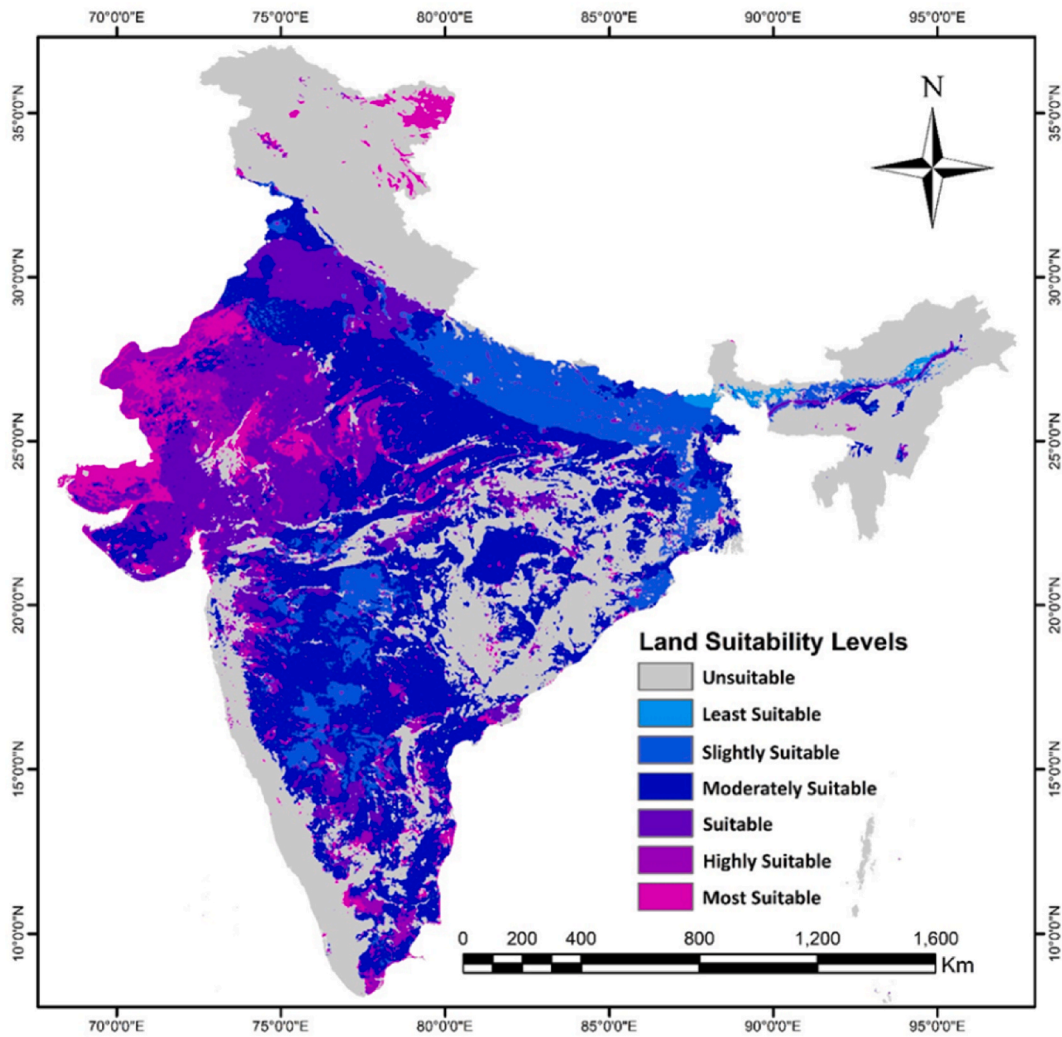 70°0'0"E 75°0'0"E 80°0'0"E 85°0'0"E 90°0'0"E 95°0'0"E
N
35°0'0"N 35°0'0"N
30°0'0"N 30°0'0"N
25°0'0"N 25°0'0"N
20°0'0"N 20°0'0"N
Land Suitability Levels
Unsuitable
Least Suitable
Slightly Suitable
15°0'0"N 15°0'0"N
Moderately Suitable
Suitable
Highly Suitable
Most Suitable
10°0'0"N 10°0'0"N
0 200 400 800 1,200 1,600
Km
70°0'0"E 75°0'0"E 80°0'0"E 85°0'0"E 90°0'0"E 95°0'0"E